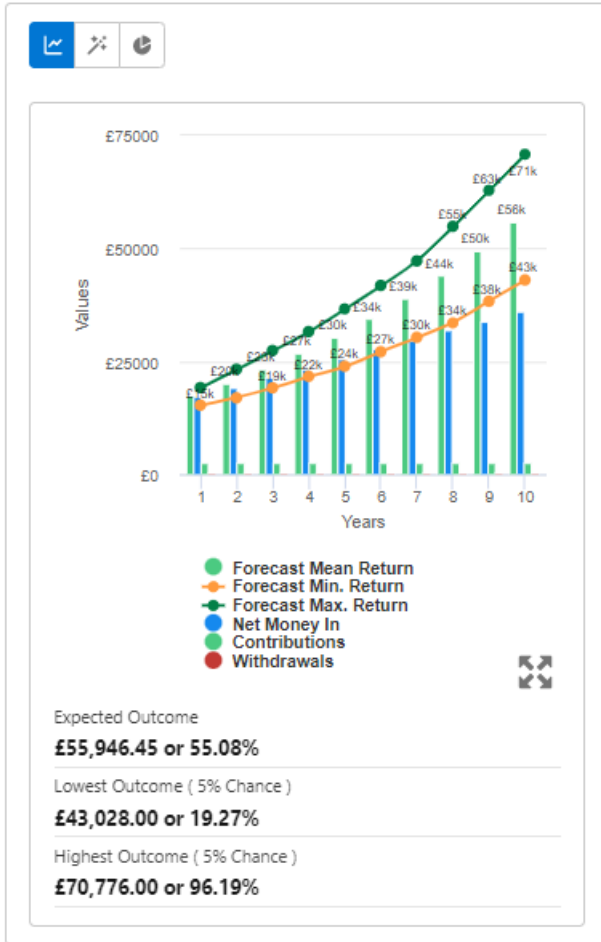 £75000
£50000
£25000
£0
Values
£15k
£20k
£23k
£19k
£27k
£22k
£30k
£24k
£34k
£27k
£39k
£30k
£44k
£55k
£34k
£50k
£63k
£38k
£56k
£71k
£43k
1 2 3 4 5 6 7 8 9 10
Years
Forecast Mean Return
Forecast Min. Return
Forecast Max. Return
Net Money In
Contributions
Withdrawals
Expected Outcome
£55,946.45 or 55.08%
Lowest Outcome ( 5% Chance )
£43,028.00 or 19.27%
Highest Outcome ( 5% Chance )
£70,776.00 or 96.19%